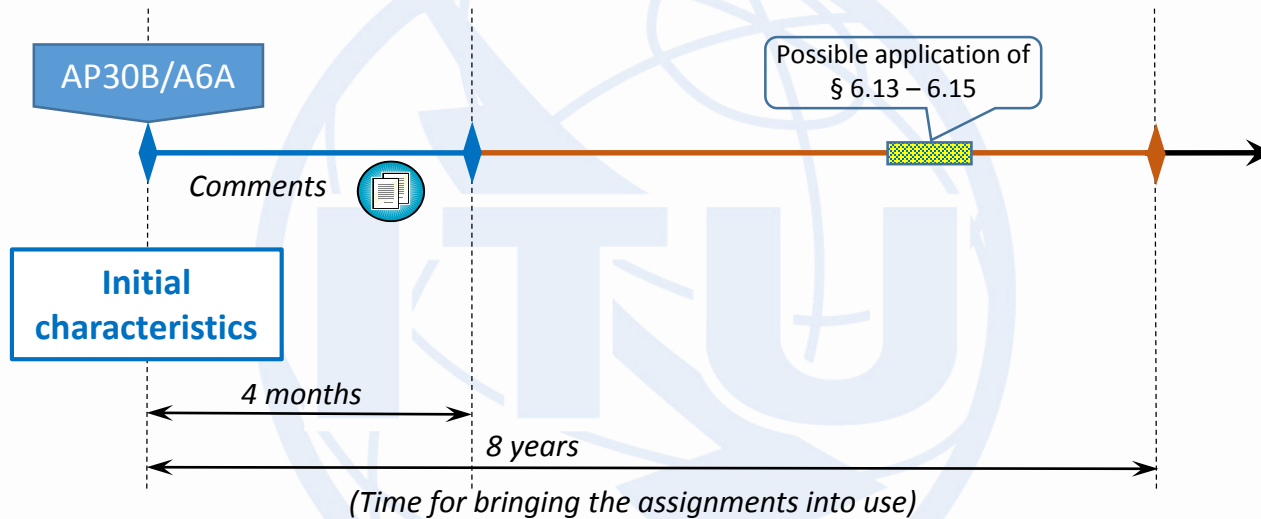 AP30B/A6A
Possible application of
§ 6.13 – 6.15
Comments
Initial
characteristics
4 months
8 years
(Time for bringing the assignments into use)
ITU